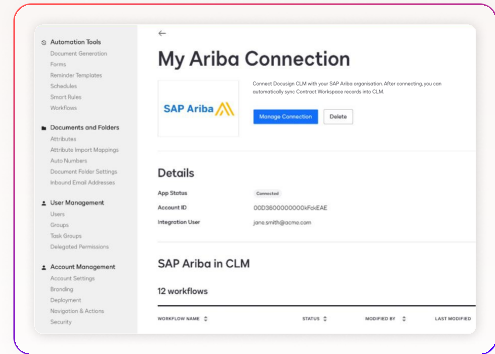 Automation Tools
Document Generation
Forms
Reminder Templates
Schedules
Smart Rules
Workflows
Documents and Folders
Attributes
Attribute Import Mappings
Auto Numbers
Document Folder Settings
Inbound Email Addresses
User Management
Users
Groups
Task Groups
Delegated Permissions
Account Management
Account Settings
Branding
Deployment
Navigation & Actions
Security
←
My Ariba Connection
SAP Ariba
Connect Docusign CLM with your SAP Ariba organisation. After connecting, you can
automatically sync Contract Workspaces records into CLM.
Manage Connection Delete
Details
App Status Connected
Account ID
Integration User jane.smith@acme.com
SAP Ariba in CLM
12 workflows
WORKFLOW NAME STATUS MODIFIED BY LAST MODIFIED